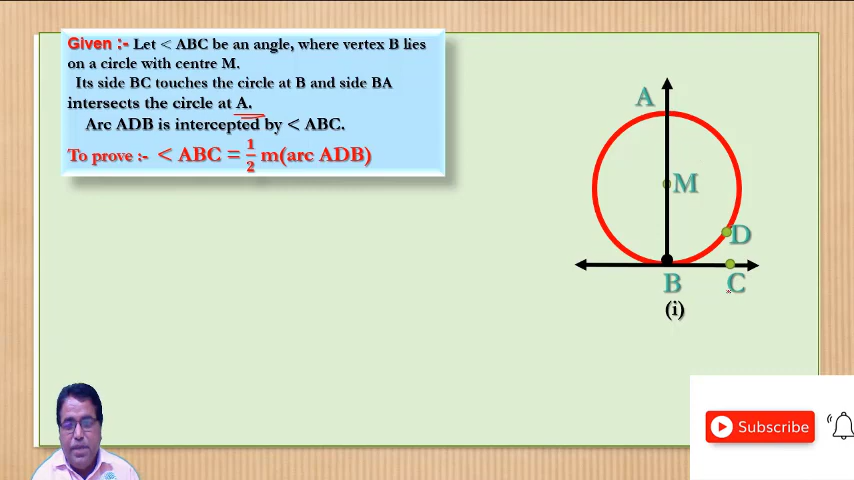 Given :- Let < ABC be an angle, where vertex B lies
on a circle with centre M.
Its side BC touches the circle at B and side BA
intersects the circle at A.
Arc ADB is intercepted by < ABC.
To prove :- < ABC = 1/2 m(arc ADB)
A
M
D
B
C
(i)
Subscribe